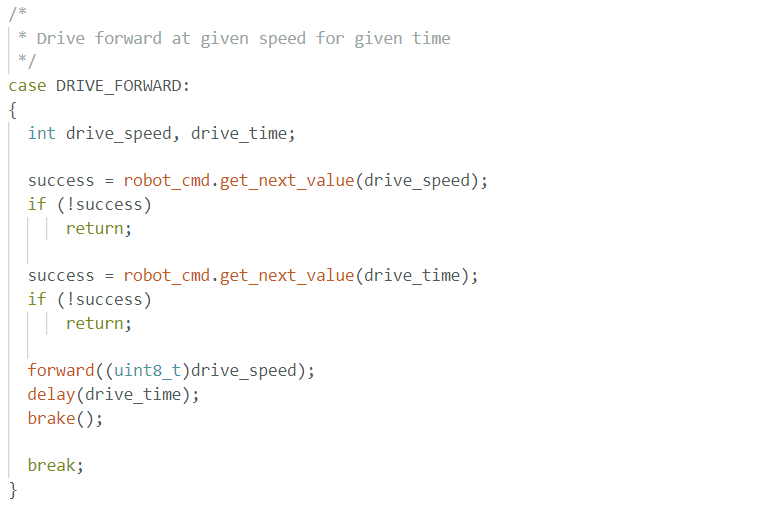 /*
* Drive forward at given speed for given time
*/
case DRIVE_FORWARD:
{
int drive_speed, drive_time;
success = robot_cmd.get_next_value(drive_speed);
if (!success)
return;
success = robot_cmd.get_next_value(drive_time);
if (!success)
return;
forward((uint8_t)drive_speed);
delay(drive_time);
brake();
break;
}